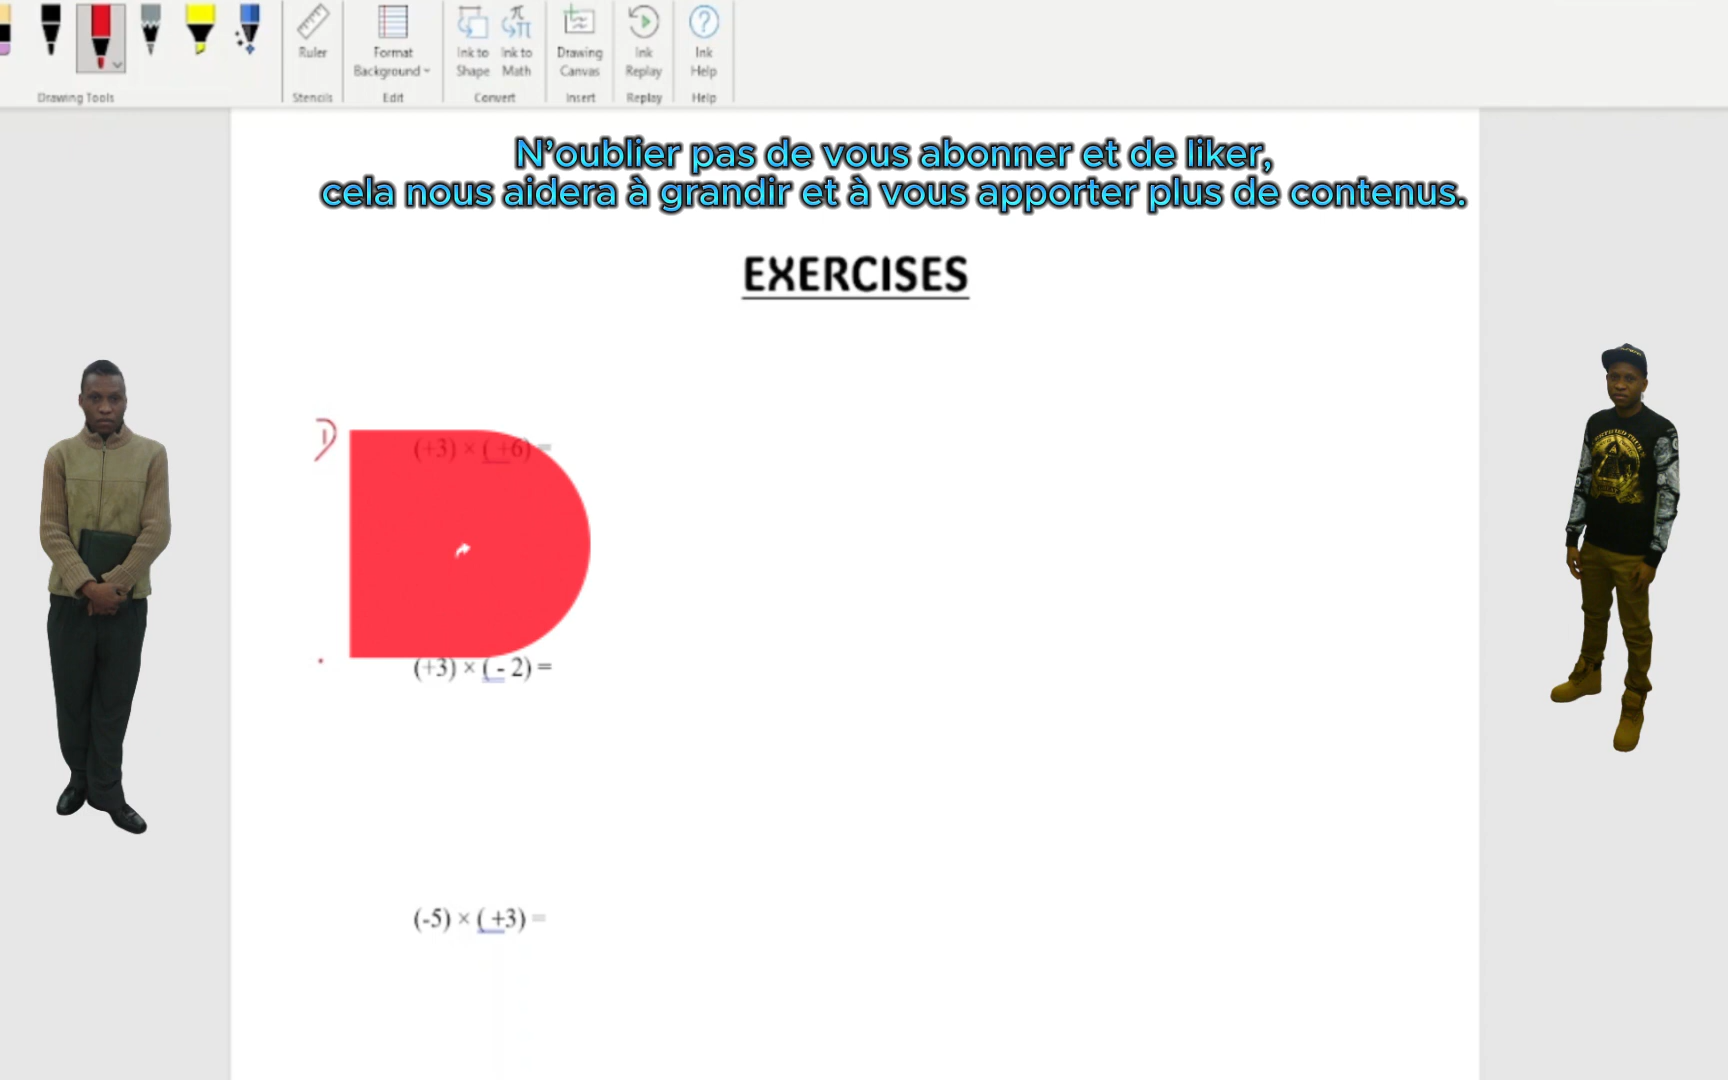 Ruler
Format
Background
Ink to
Shape
Ink to
Math
Drawing
Canvas
Ink
Replay
Ink
Help
Drawing Tools
Stencils
Edit
Convert
Insert
Replay
Help
N'oublier pas de vous abonner et de liker,
cela nous aidera à grandir et à vous apporter plus de contenus.
EXERCISES
1)
(+3) × ( +6) =
(+3) × ( - 2) =
(-5) × ( +3) =